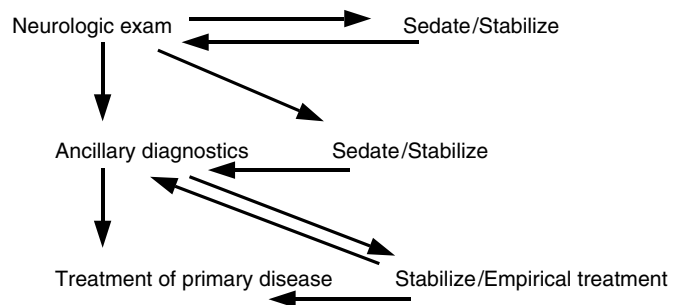 Neurologic exam
Sedate/Stabilize
Ancillary diagnostics
Sedate/Stabilize
Treatment of primary disease
Stabilize/Empirical treatment